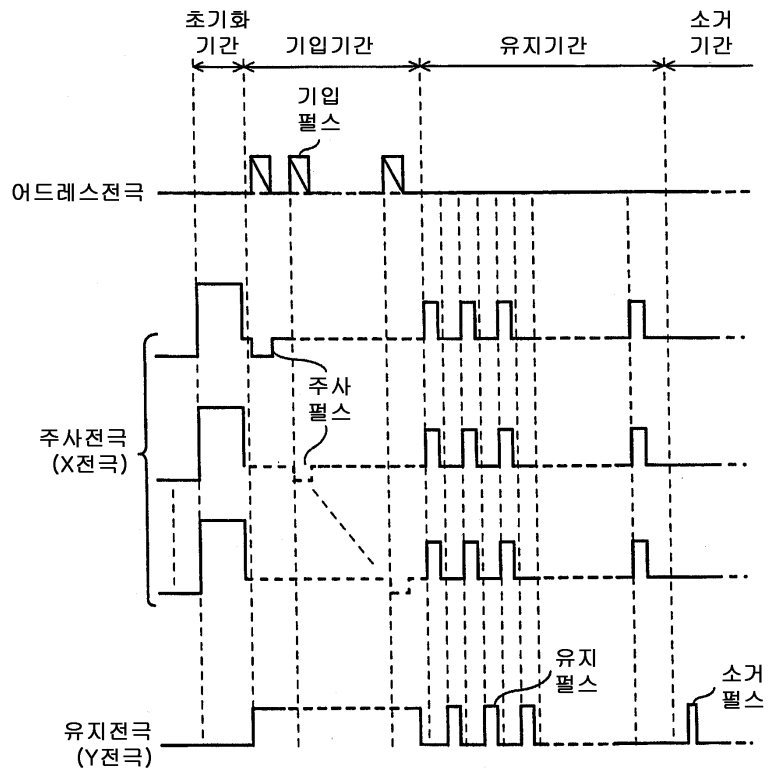 초기화
기간
기입기간
유지기간
소거
기간
기입
펄스
어드레스전극
주사
펄스
주사전극
(X전극)
유지
펄스
소거
펄스
유지전극
(Y전극)